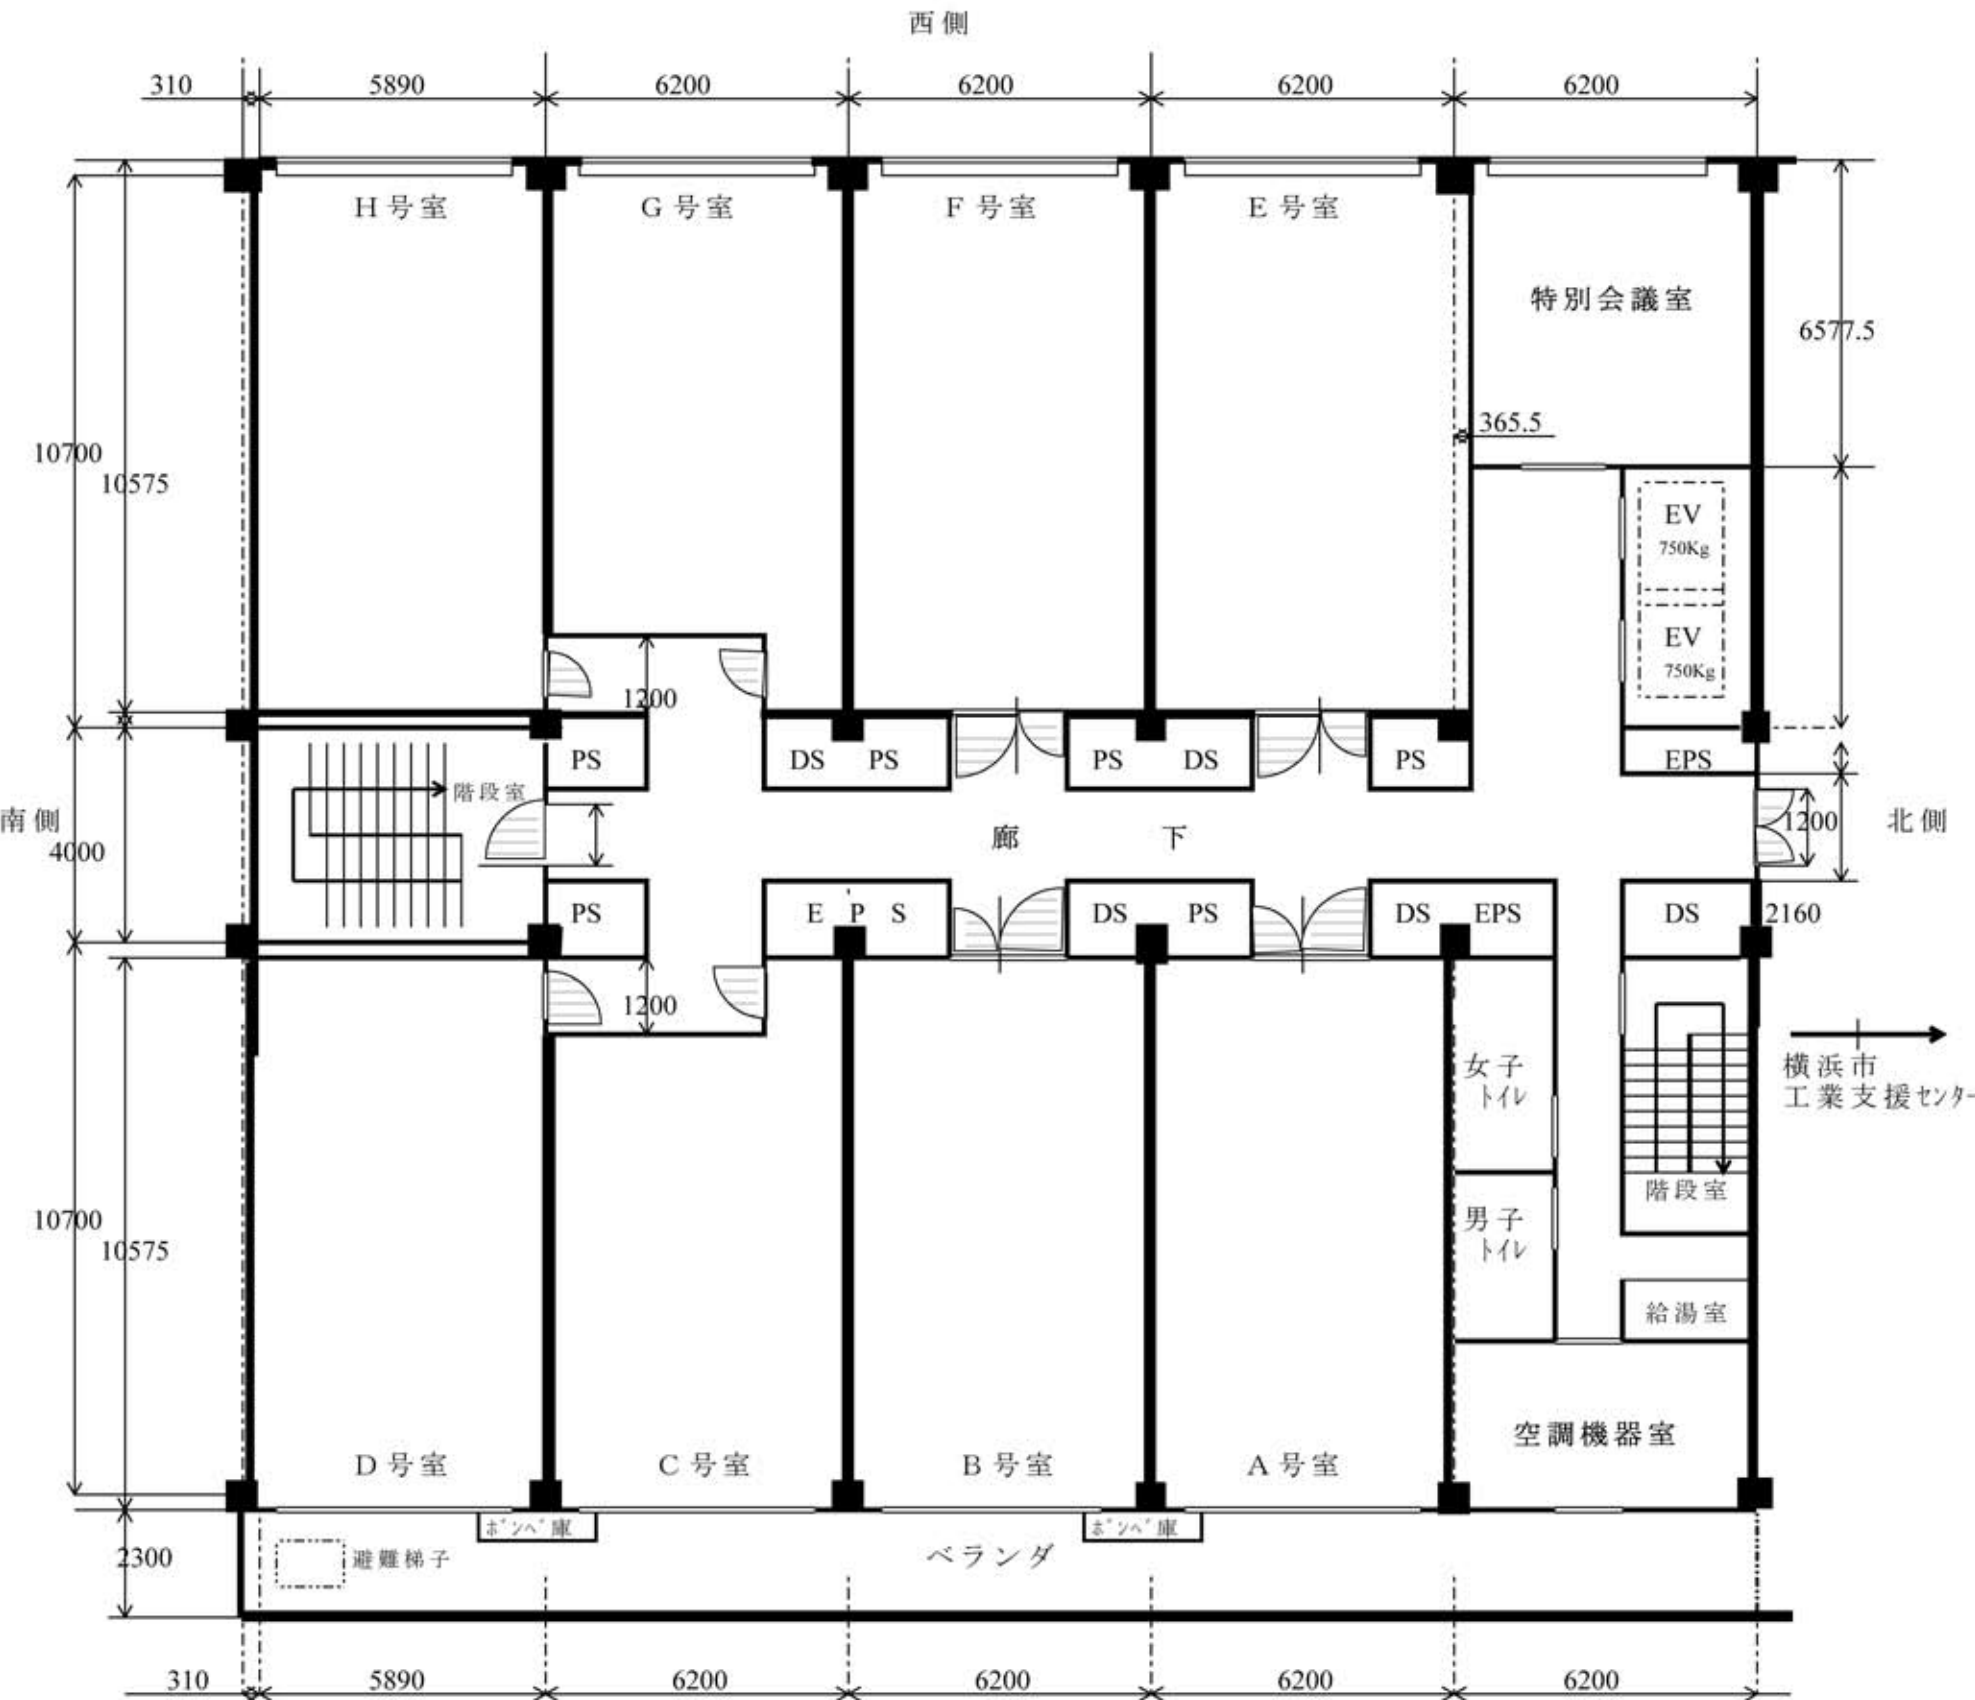 西側
310 5890 6200 6200 6200 6200
H号室 G号室 F号室 E号室
特別会議室
6577.5
365.5
10700
10575
EV
750Kg
EV
750Kg
1200
PS DS PS PS DS PS EPS
階段室
南側
4000
廊下
1200
北側
PS EPS DS PS DS EPS DS 2160
1200
女子
トイレ
横浜市
工業支援センター
階段室
男子
トイレ
10700
10575
給湯室
空調機器室
D号室 C号室 B号室 A号室
ボンベ庫 ボンベ庫
2300
避難梯子
ベランダ
310 5890 6200 6200 6200 6200